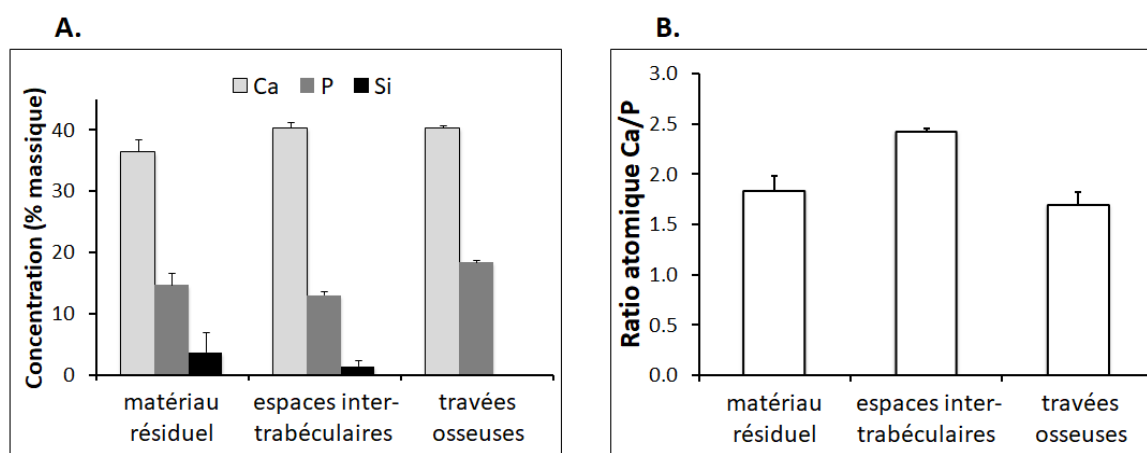 A.
Concentration (% massique)
Ca P Si
40
30
20
10
0
matériau
résiduel
espaces inter-
trabéculaires
travées
osseuses
B.
Ratio atomique Ca/P
3.0
2.5
2.0
1.5
1.0
0.5
0.0
matériau
résiduel
espaces inter-
trabéculaires
travées
osseuses